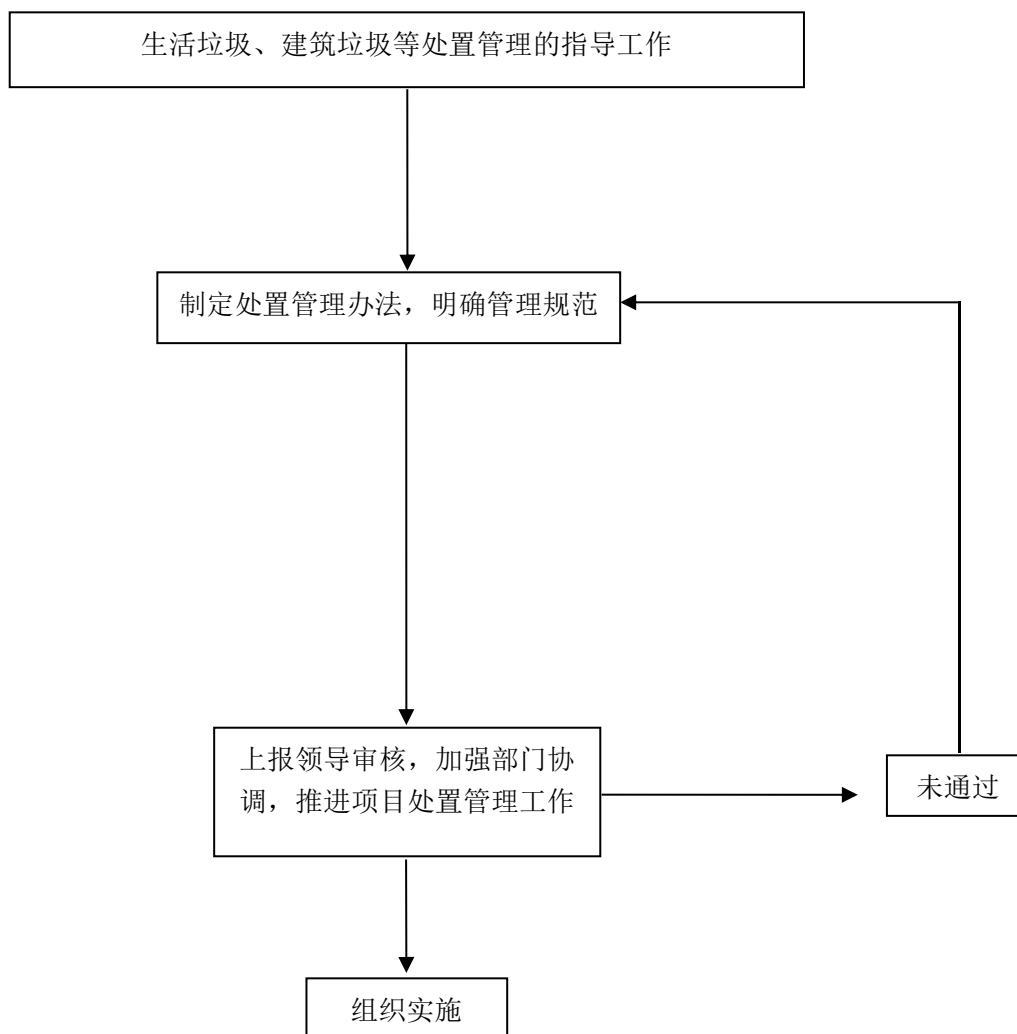 生活垃圾、建筑垃圾等处置管理的指导工作
制定处置管理办法，明确管理规范
上报领导审核，加强部门协
调，推进项目处置管理工作
未通过
组织实施